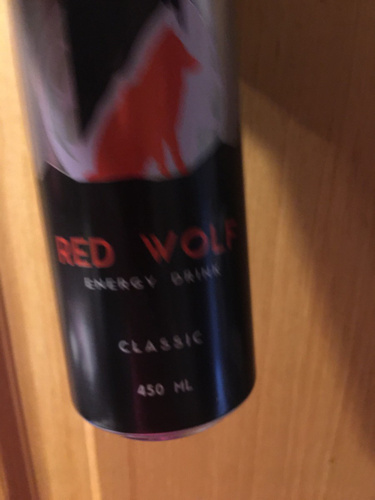 RED WOLF
ENERGY DRINK
CLASSIC
450 ML